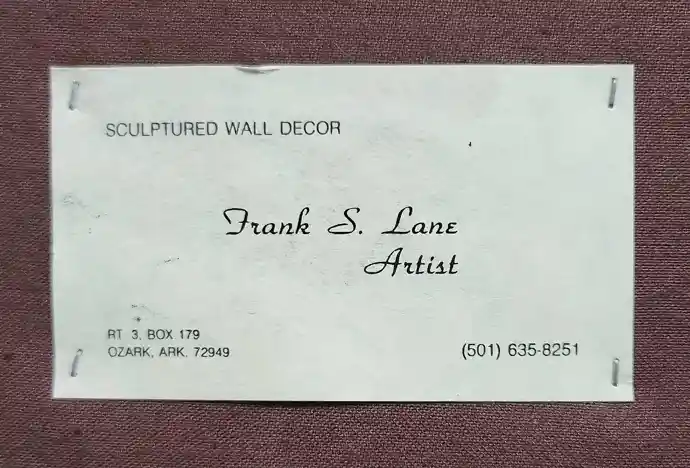 SCULPTURED WALL DECOR
Frank S. Lane
Artist
RT 3, BOX 179
OZARK, ARK. 72949
(501) 635-8251